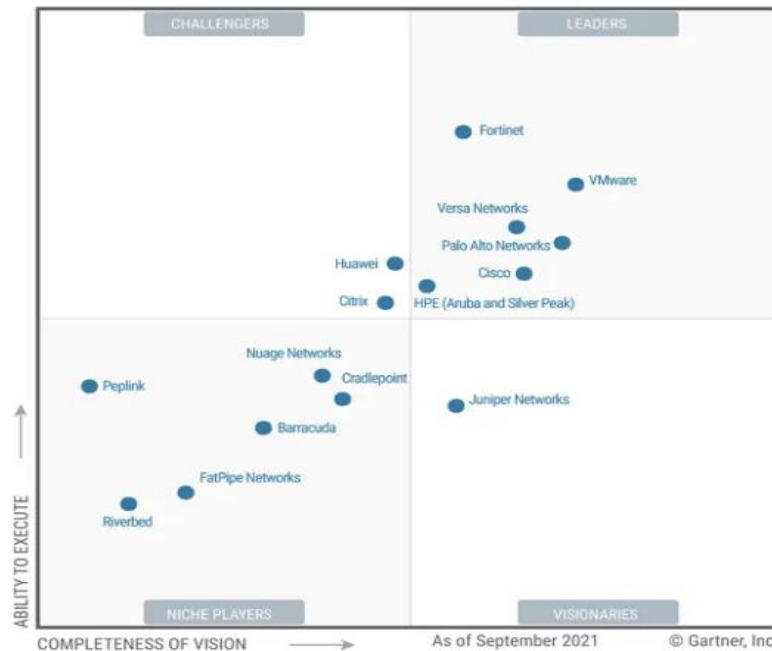 CHALLENGERS
LEADERS
Fortinet
VMware
Versa Networks
Palo Alto Networks
Huawei
Cisco
Citrix
HPE (Aruba and Silver Peak)
Nuage Networks
Peplink
Cradlepoint
Juniper Networks
Barracuda
FatPipe Networks
Riverbed
ABILITY TO EXECUTE
NICHE PLAYERS
VISIONARIES
COMPLETENESS OF VISION
As of September 2021
© Gartner, Inc